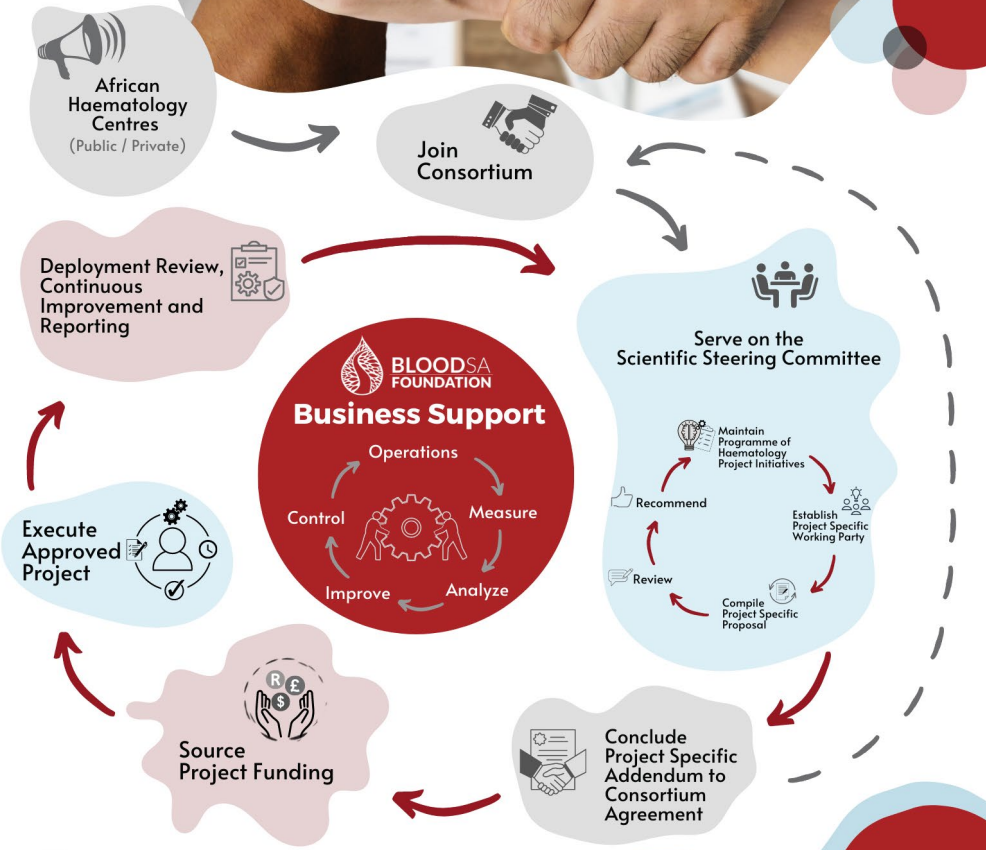 African
Haematology
Centres
(Public / Private)
Join
Consortium
Serve on the
Scientific Steering Committee
Maintain
Programme of
Haematology
Project Initiatives
Establish
Project Specific
Working Party
Compile
Project Specific
Proposal
Review
Recommend
Conclude
Project Specific
Addendum to
Consortium
Agreement
R £
$
Source
Project Funding
Execute
Approved
Project
Deployment Review,
Continuous
Improvement and
Reporting
BLOODSA
FOUNDATION
Business Support
Operations
Measure
Analyze
Improve
Control